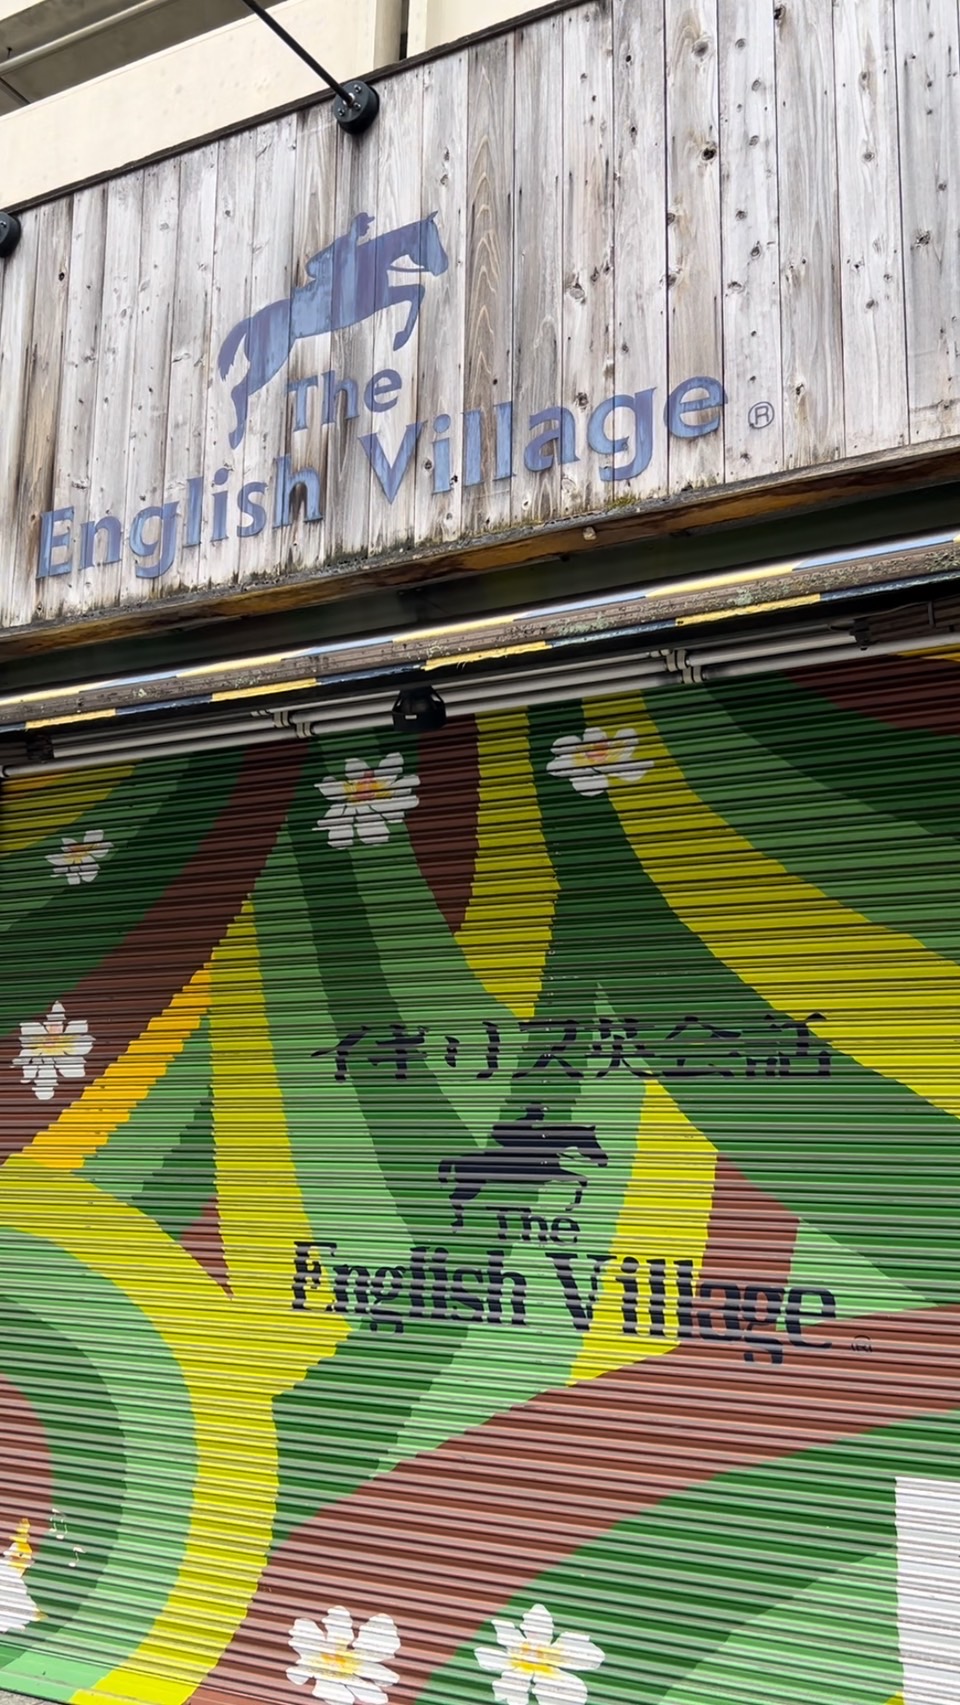 The
English Village ®
イギリス英会話
The
English Village